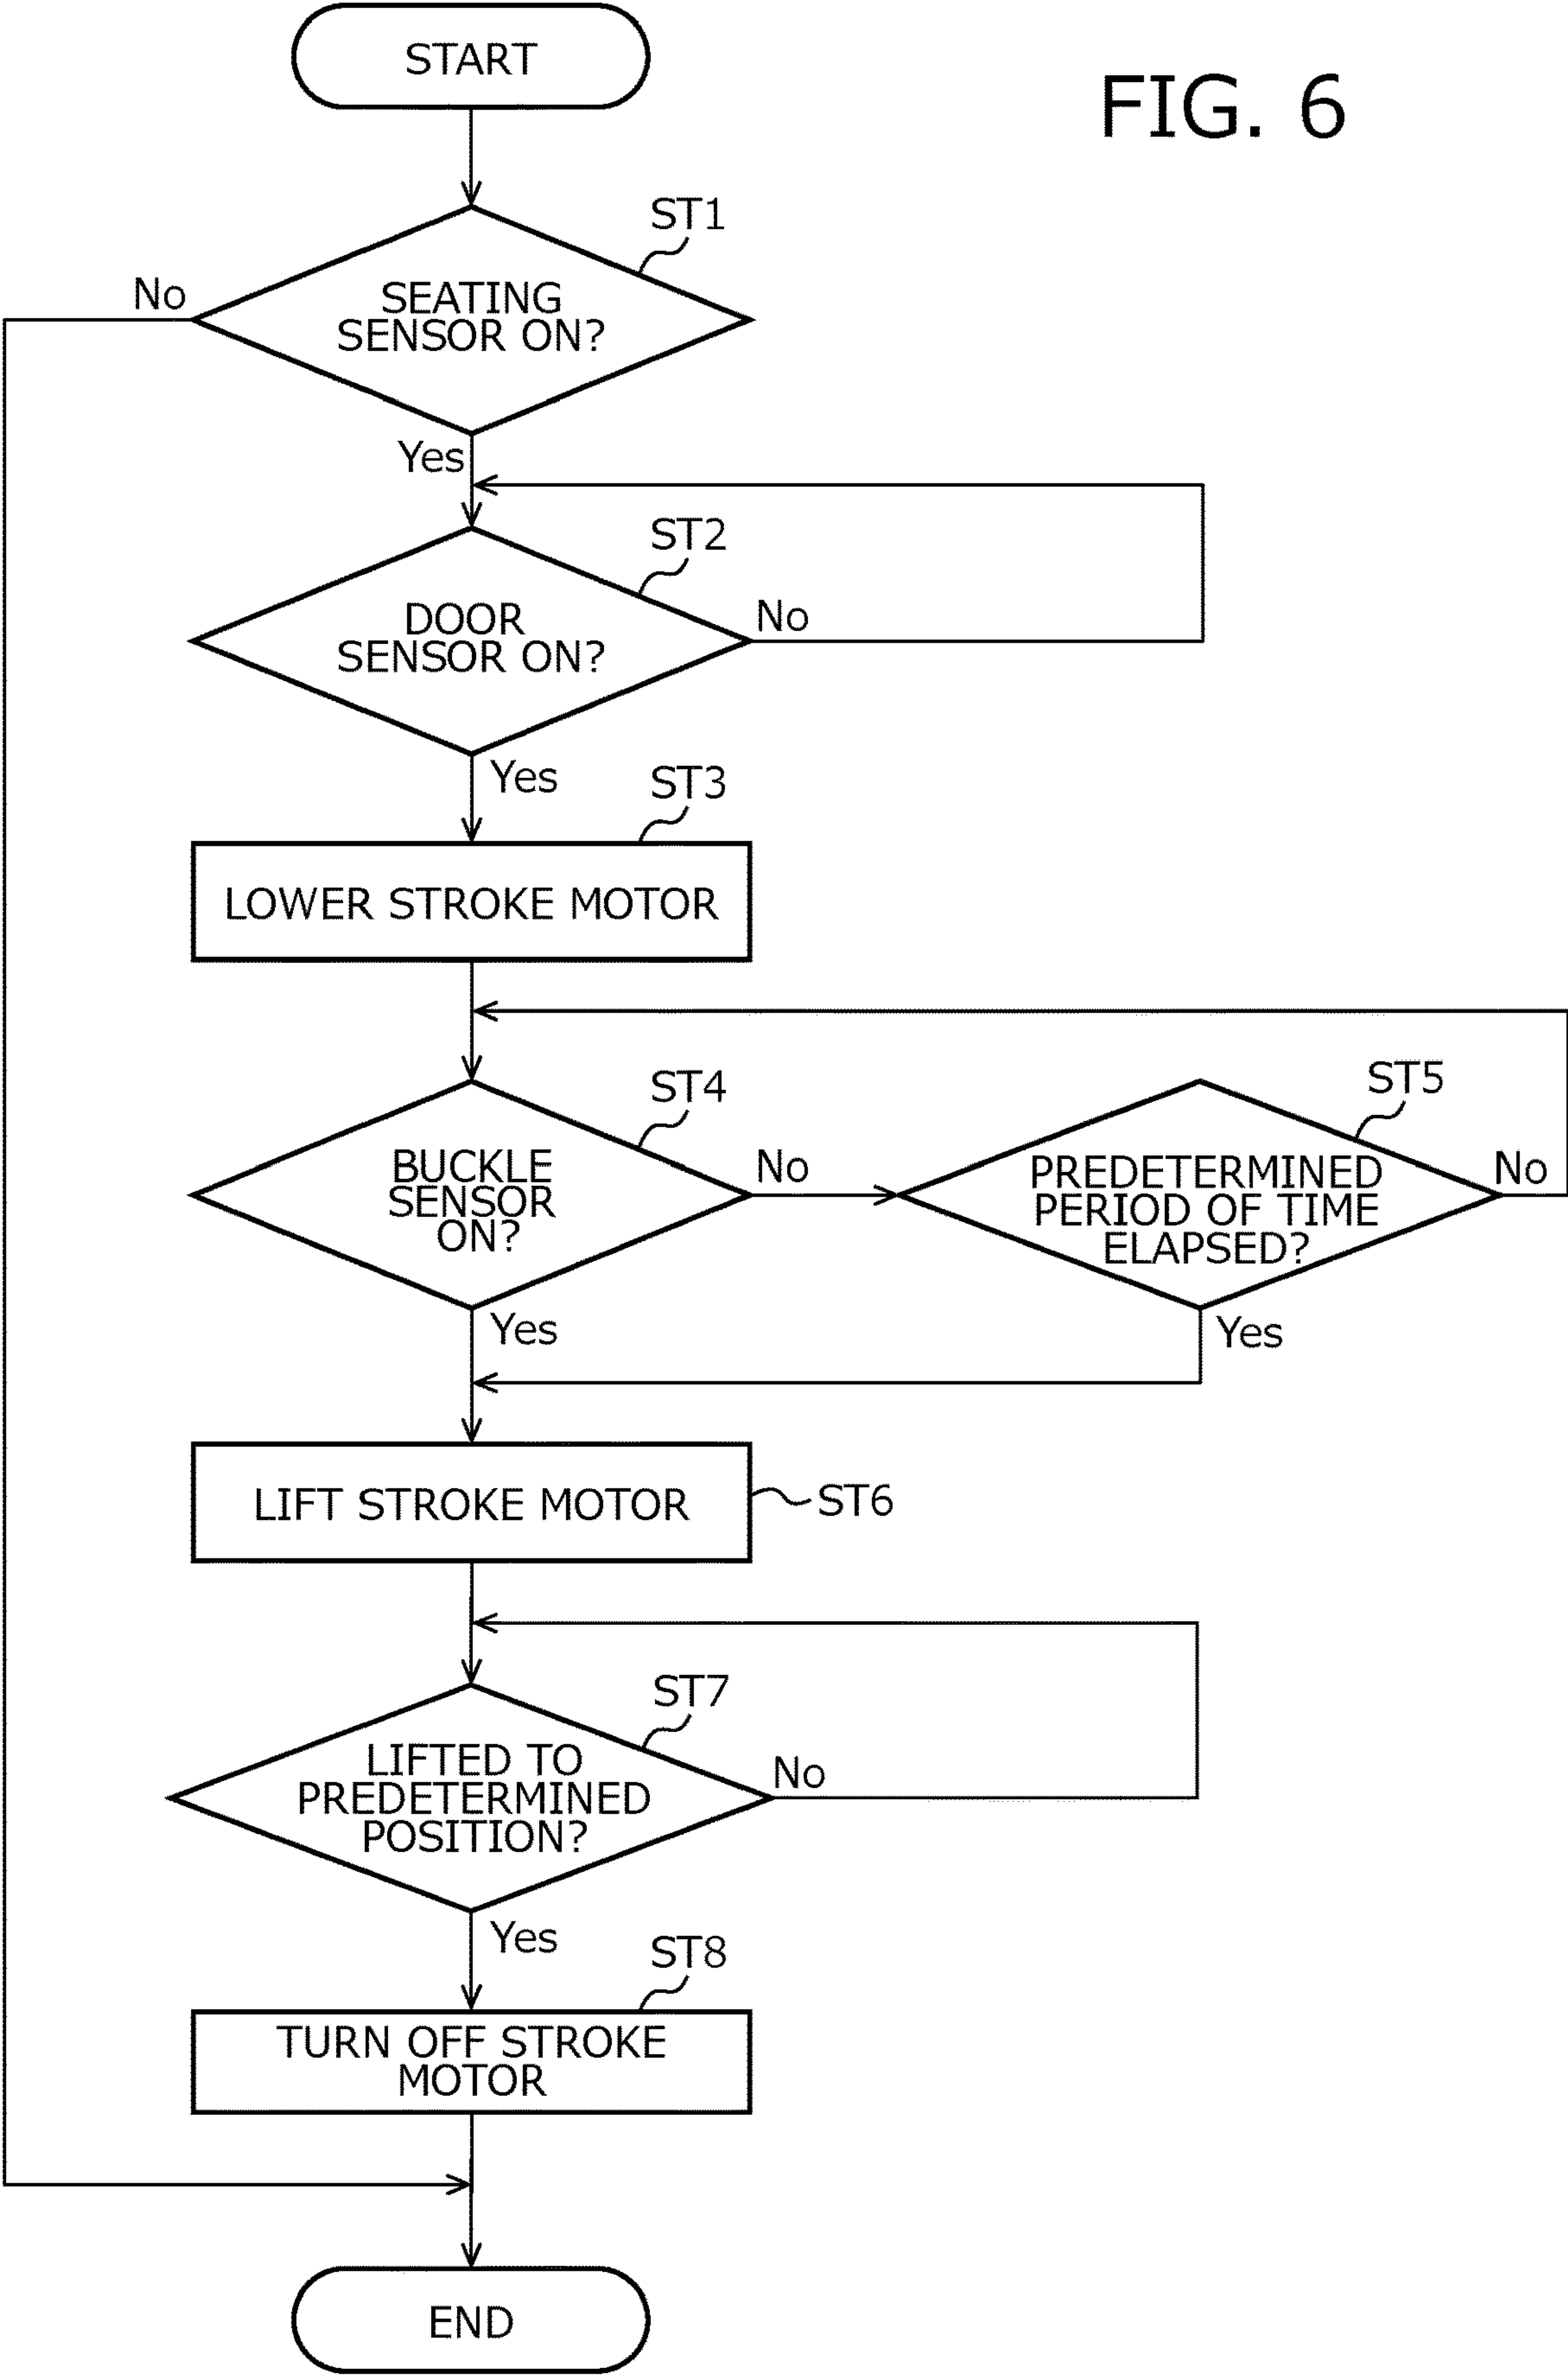 START
FIG. 6
ST1
No
SEATING
SENSOR ON?
Yes
ST2
DOOR
SENSOR ON?
No
Yes
ST3
LOWER STROKE MOTOR
ST4
ST5
BUCKLE
SENSOR
ON?
No
PREDETERMINED
PERIOD OF TIME
ELAPSED?
No
Yes
Yes
LIFT STROKE MOTOR
ST6
ST7
LIFTED TO
PREDETERMINED
POSITION?
No
Yes
ST8
TURN OFF STROKE
MOTOR
END